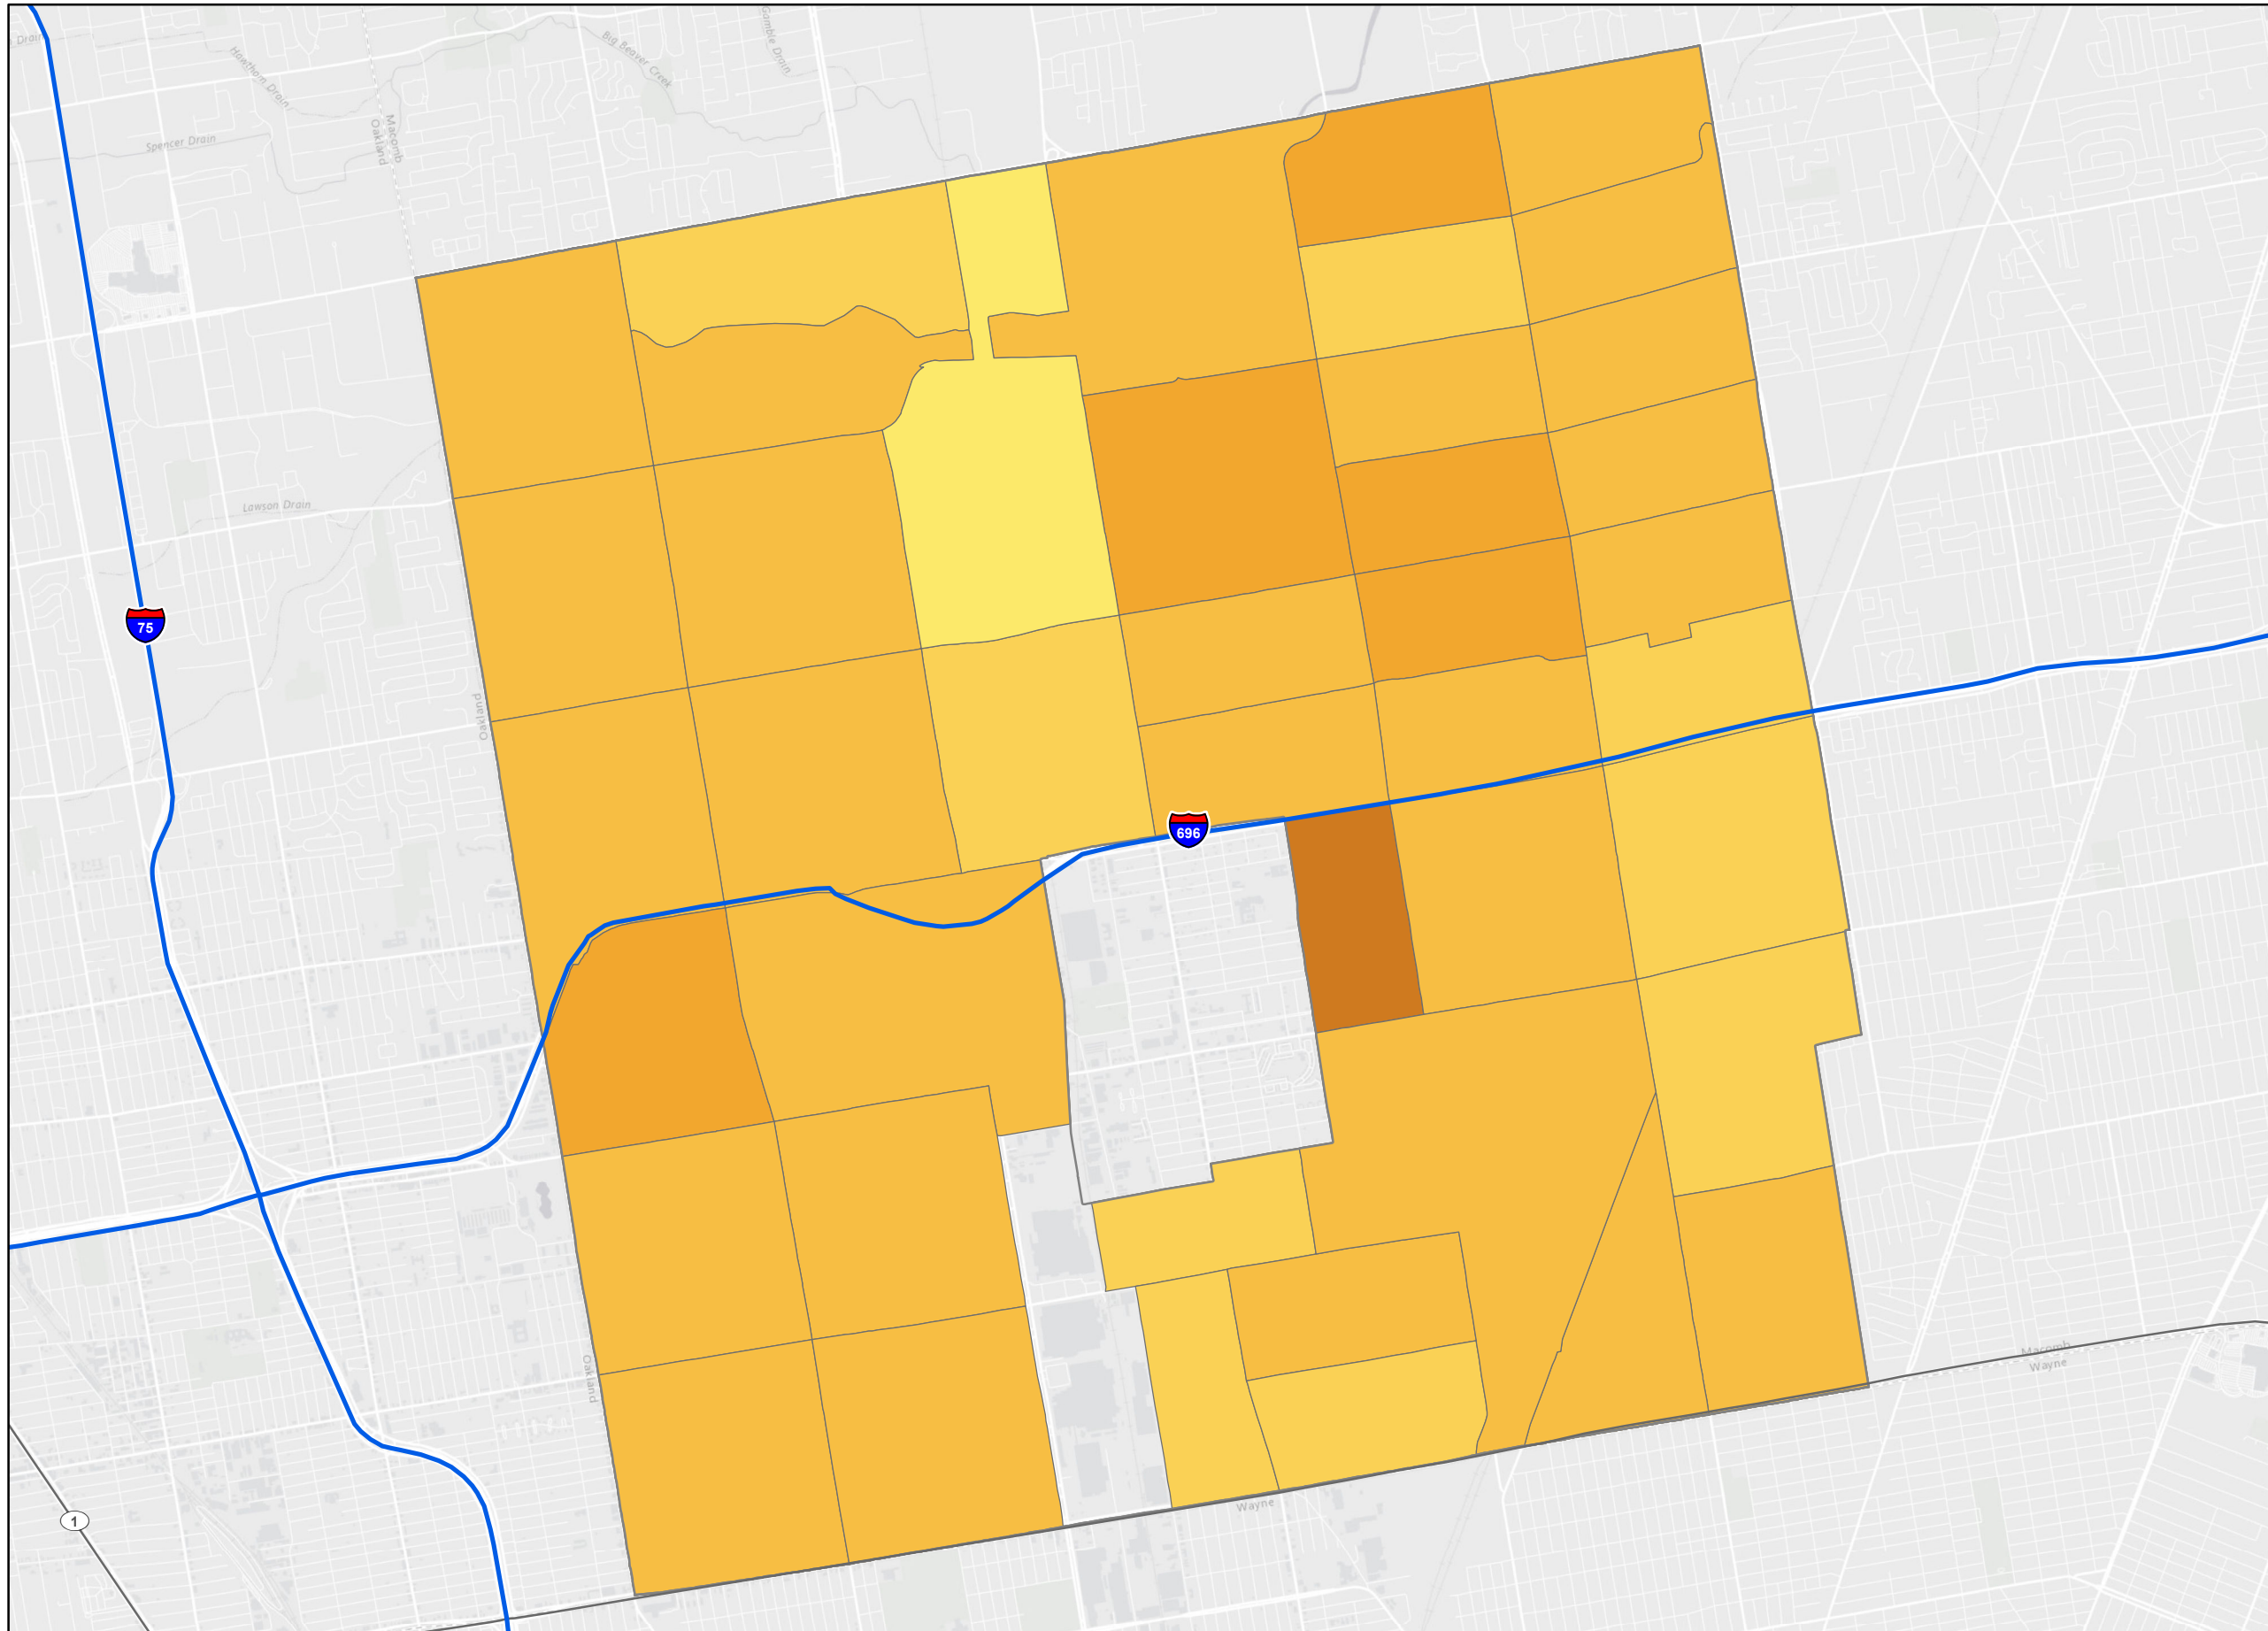 Drain
Gamble Drain
Big Beaver Creek
Hawthorn Drain
Macomb
Oakland
Spencer Drain
Lawson Drain
75
Oakland
696
Oakland
Macomb
Wayne
Wayne
1